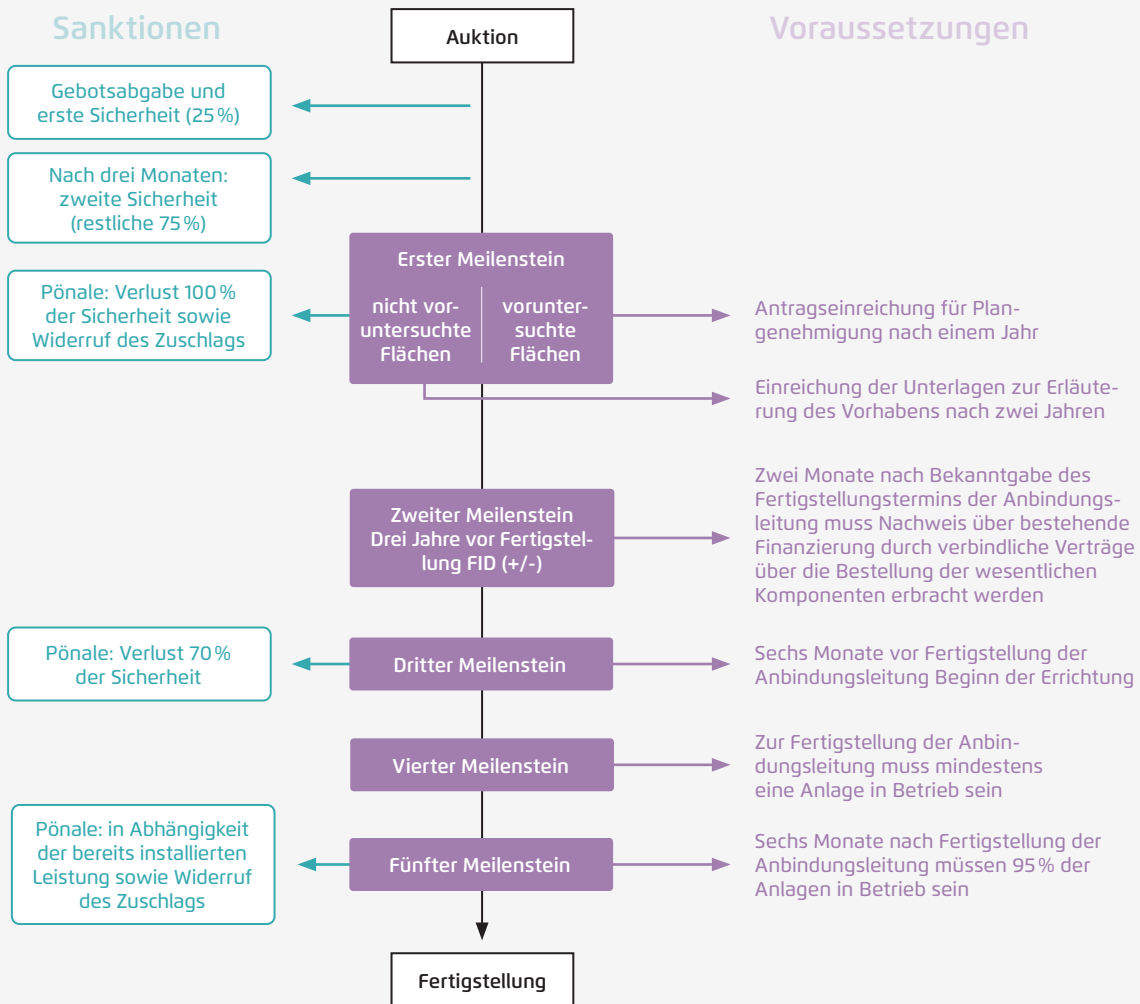 Sanktionen
Auktion
Voraussetzungen
Gebotsabgabe und
erste Sicherheit (25%)
Nach drei Monaten:
zweite Sicherheit
(restliche 75%)
Erster Meilenstein
nicht vor-
untersuchte
Flächen
vorunter-
suchte
Flächen
Pönale: Verlust 100%
der Sicherheit sowie
Widerruf des Zuschlags
Antragseinreichung für Plan-
genehmigung nach einem Jahr
Einreichung der Unterlagen zur Erläute-
rung des Vorhabens nach zwei Jahren
Zweiter Meilenstein
Drei Jahre vor Fertigstel-
lung FID (+/-)
Zwei Monate nach Bekanntgabe des
Fertigstellungstermins der Anbindungs-
leitung muss Nachweis über bestehende
Finanzierung durch verbindliche Verträge
über die Bestellung der wesentlichen
Komponenten erbracht werden
Pönale: Verlust 70%
der Sicherheit
Dritter Meilenstein
Sechs Monate vor Fertigstellung der
Anbindungsleitung Beginn der Errichtung
Vierter Meilenstein
Zur Fertigstellung der Anbin-
dungsleitung muss mindestens
eine Anlage in Betrieb sein
Pönale: in Abhängigkeit
der bereits installierten
Leistung sowie Widerruf
des Zuschlags
Fünfter Meilenstein
Sechs Monate nach Fertigstellung der
Anbindungsleitung müssen 95% der
Anlagen in Betrieb sein
Fertigstellung